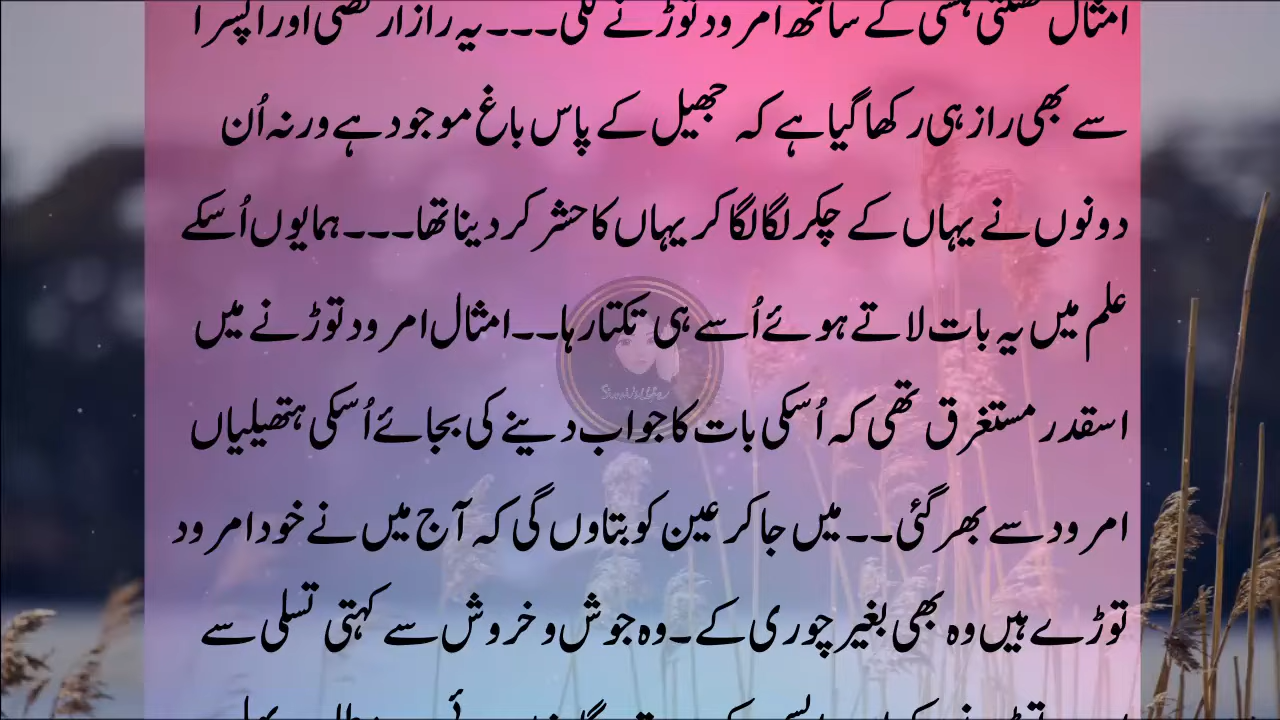 امثال کھلکھلاتی ہنسی کے ساتھ امرود توڑنے لگی۔۔۔یہ راز ارتضی اور اپسرا
سے بھی راز ہی رکھا گیا ہے کہ جھیل کے پاس باغ موجود ہے ورنہ اُن
دونوں نے یہاں کے چکر لگا لگا کر یہاں کا حشر کر دینا تھا۔۔۔ہمایوں اُسکے
علم میں یہ بات لاتے ہوئے اُسے ہی تکتا رہا۔۔امثال امرود توڑنے میں
اسقدر مستغرق تھی کہ اُسکی بات کا جواب دینے کی بجائے اُسکی ہتھیلیاں
امرود سے بھر گئی۔۔میں جا کر عین کو بتاوں گی کہ آج میں نے خود امرود
توڑے ہیں وہ بھی بغیر چوری کے۔وہ جوش و خروش سے کہتی تسلی سے